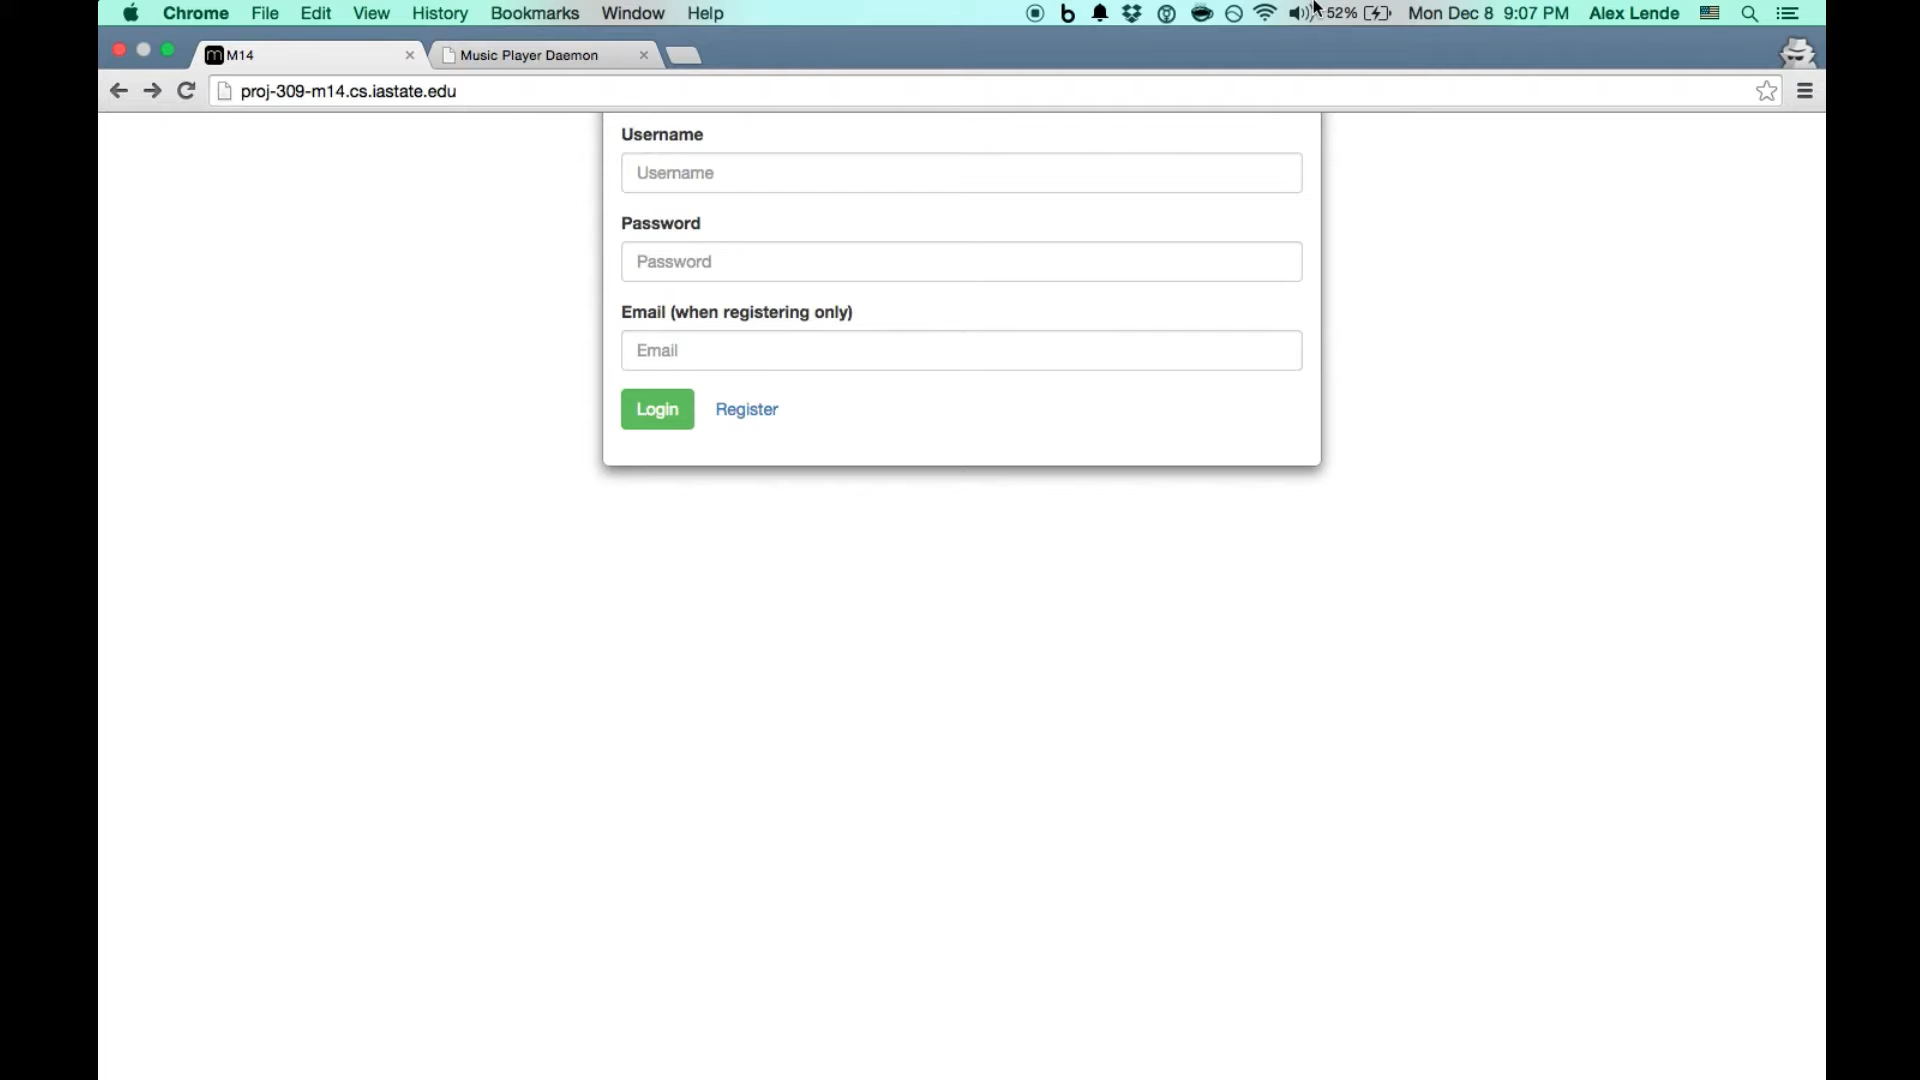 Chrome File Edit View History Bookmarks Window Help b 52% Mon Dec 8 9:07 PM Alex Lende
m M14 Music Player Daemon
proj-309-m14.cs.iastate.edu
Username
Username
Password
Password
Email (when registering only)
Email
Login Register